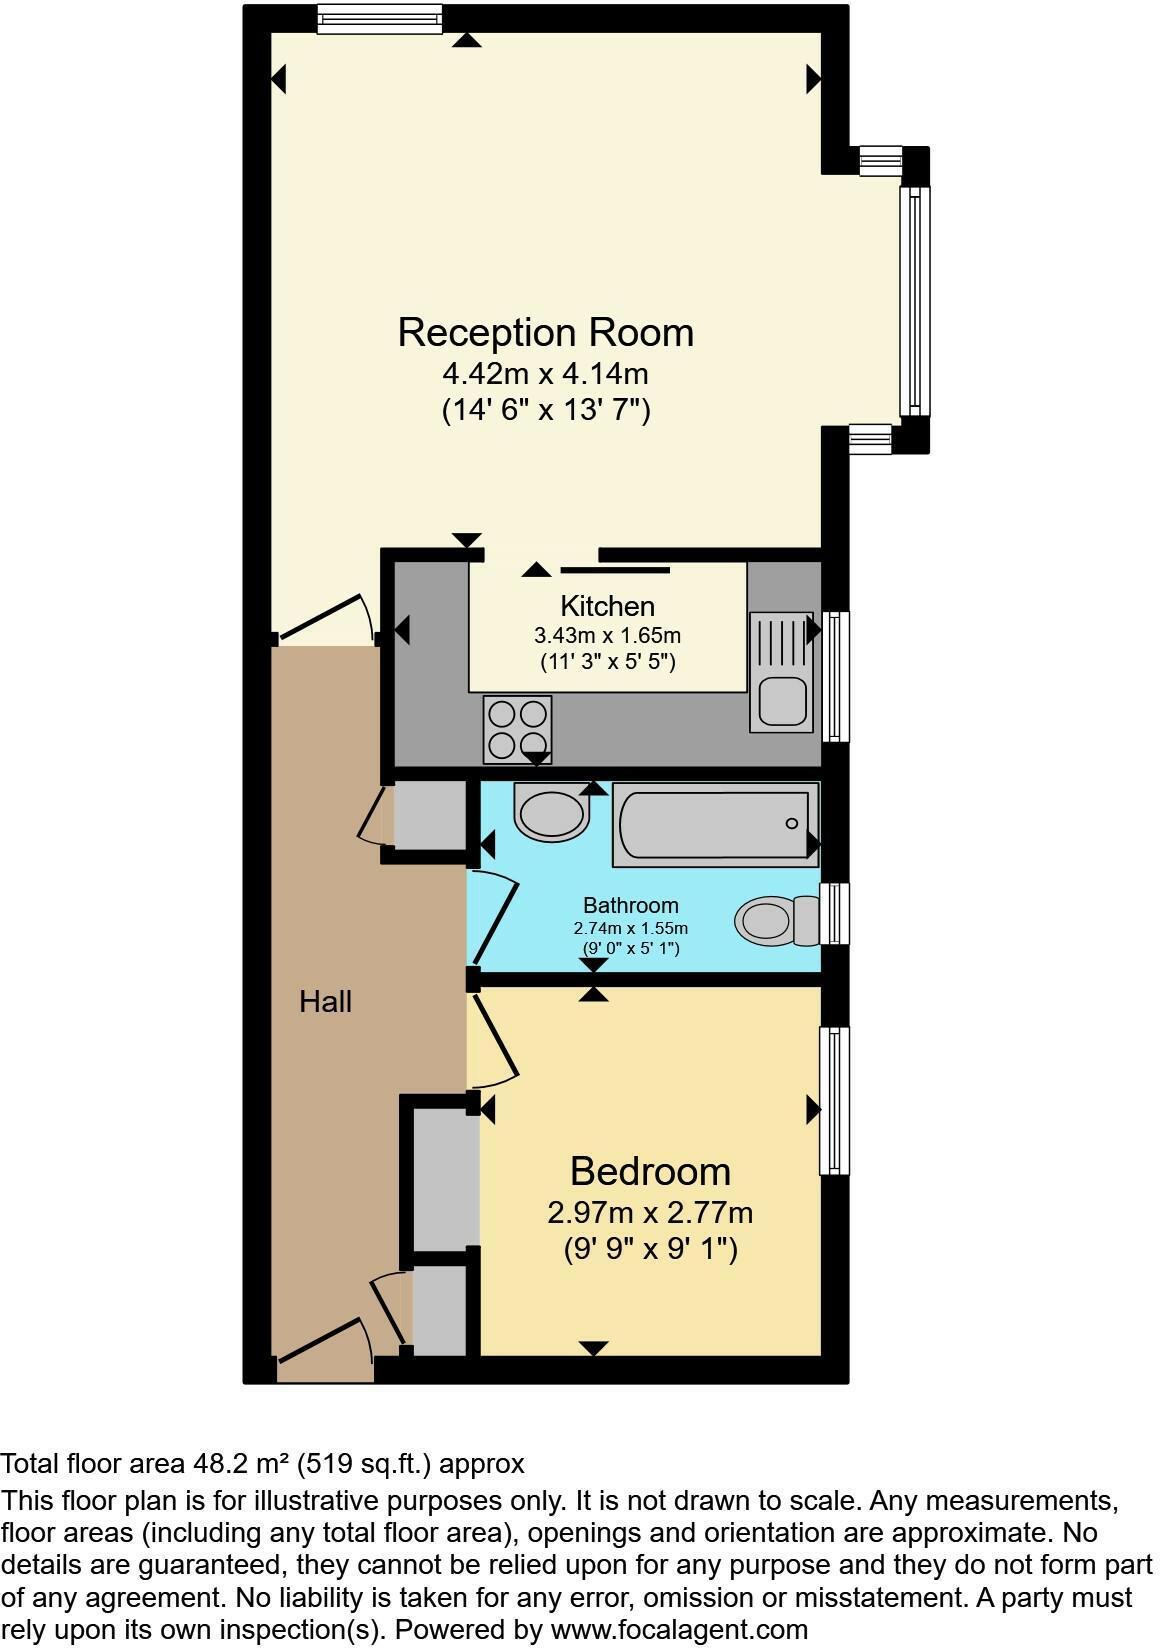 Reception Room
4.42m x 4.14m
(14' 6" x 13' 7")
Kitchen
3.43m x 1.65m
(11' 3" x 5' 5")
Bathroom
2.74m x 1.55m
(9' 0" x 5' 1")
Hall
Bedroom
2.97m x 2.77m
(9' 9" x 9' 1")
Total floor area 48.2 m² (519 sq.ft.) approx
This floor plan is for illustrative purposes only. It is not drawn to scale. Any measurements,
floor areas (including any total floor area), openings and orientation are approximate. No
details are guaranteed, they cannot be relied upon for any purpose and they do not form part
of any agreement. No liability is taken for any error, omission or misstatement. A party must
rely upon its own inspection(s). Powered by www.focalagent.com